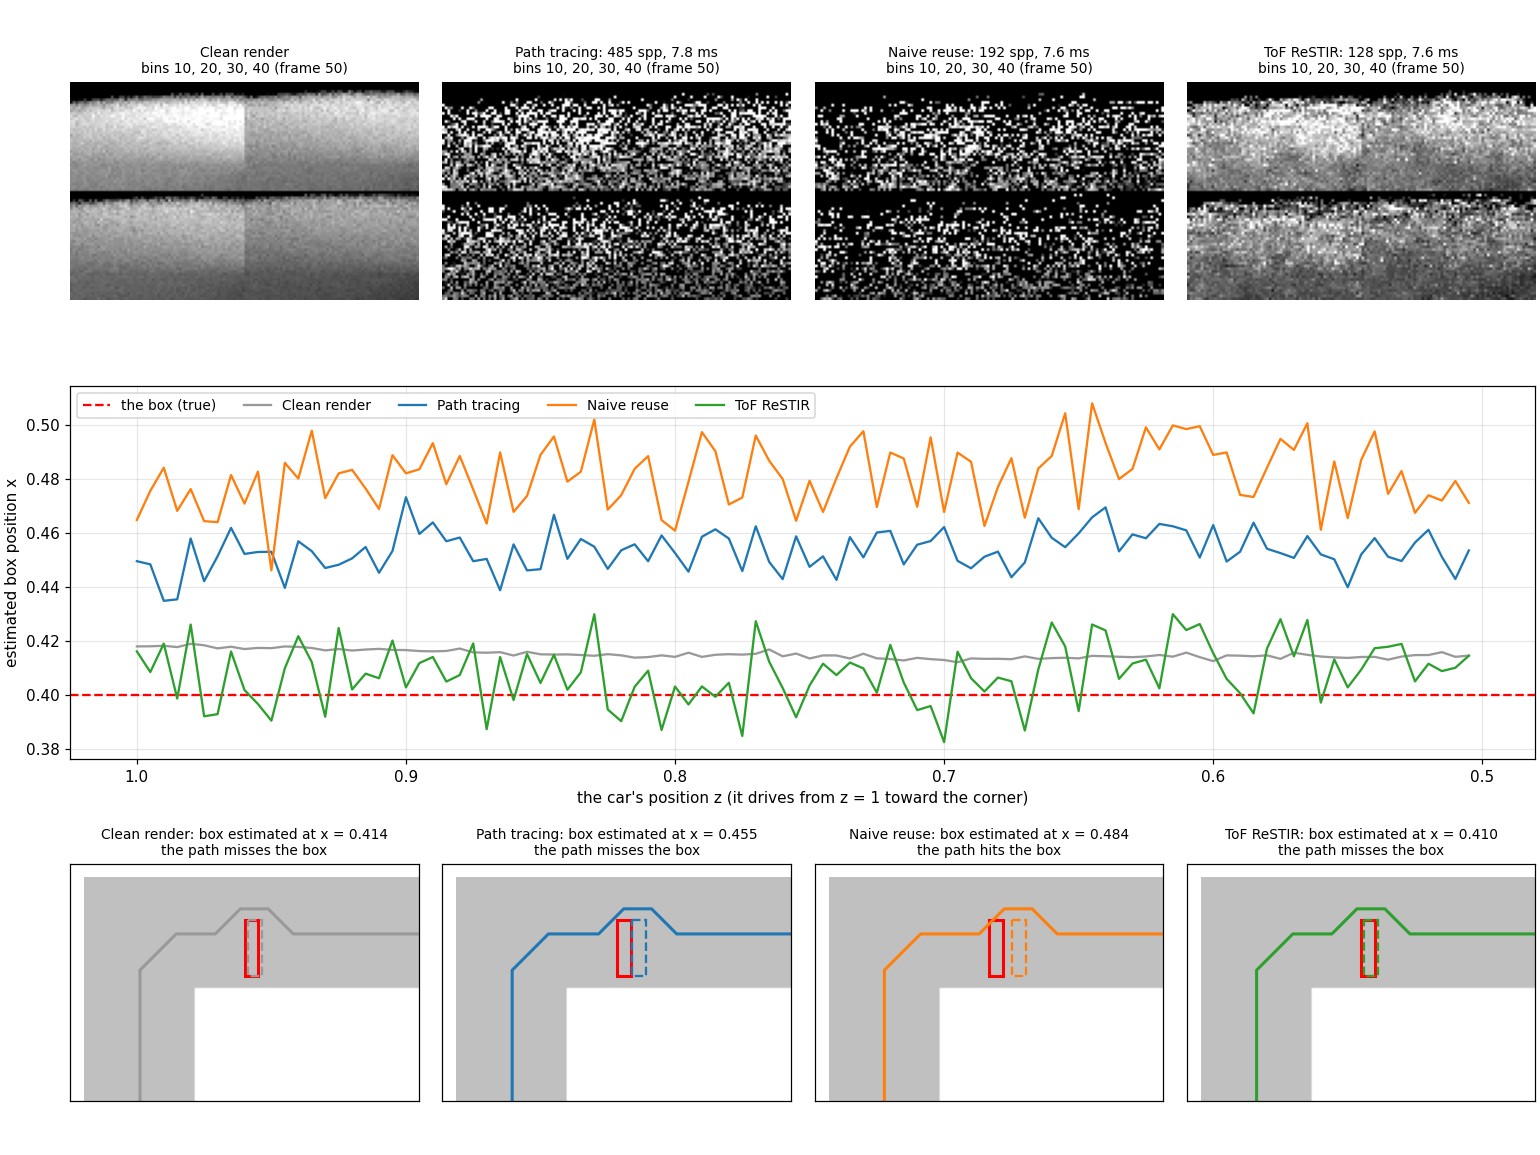 Clean render
bins 10, 20, 30, 40 (frame 50)
Path tracing: 485 spp, 7.8 ms
bins 10, 20, 30, 40 (frame 50)
Naive reuse: 192 spp, 7.6 ms
bins 10, 20, 30, 40 (frame 50)
ToF ReSTIR: 128 spp, 7.6 ms
bins 10, 20, 30, 40 (frame 50)
the box (true)
Clean render
Path tracing
Naive reuse
ToF ReSTIR
estimated box position x
0.50
0.48
0.46
0.44
0.42
0.40
0.38
1.0
0.9
0.8
0.7
0.6
0.5
the car's position z (it drives from z = 1 toward the corner)
Clean render: box estimated at x = 0.414
the path misses the box
Path tracing: box estimated at x = 0.455
the path misses the box
Naive reuse: box estimated at x = 0.484
the path hits the box
ToF ReSTIR: box estimated at x = 0.410
the path misses the box